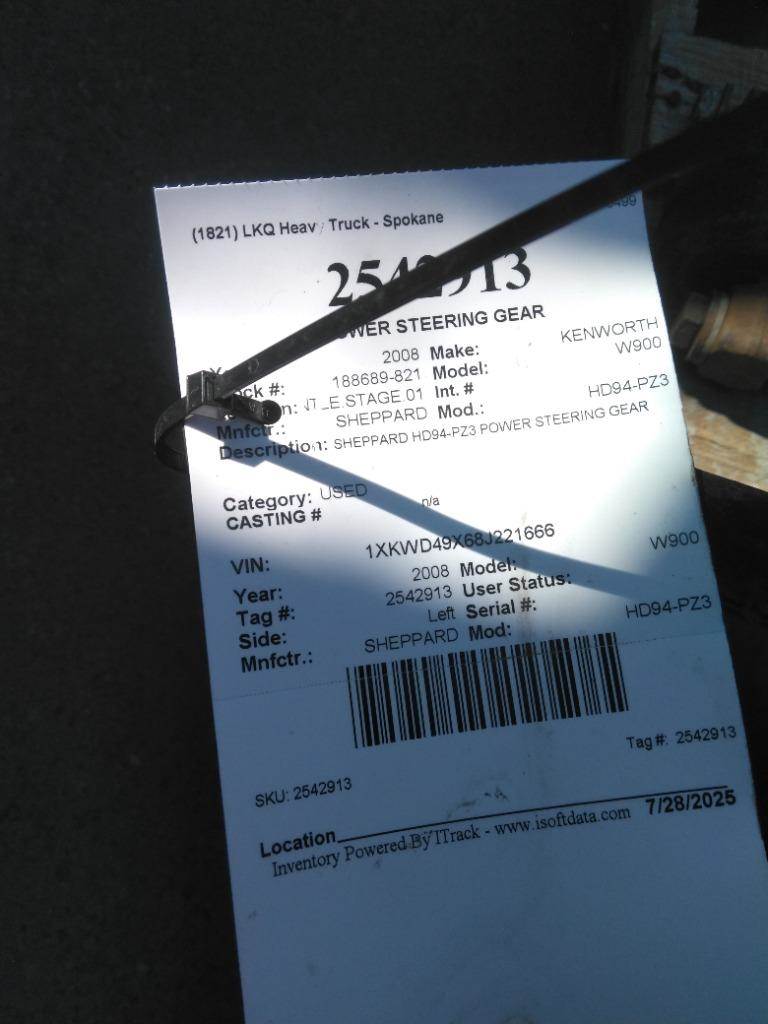 (1821) LKQ Heavy Truck - Spokane
2542913
POWER STEERING GEAR
2008 Make: KENWORTH
Stock #: 188689-821 Model: W900
STAGE.01 Int. #
Mnfctr.: SHEPPARD Mod.: HD94-PZ3
Description: SHEPPARD HD94-PZ3 POWER STEERING GEAR
Category: USED
CASTING # n/a
VIN: 1XKWD49X68J221666
Year: 2008 Model: W900
Tag #: 2542913 User Status:
Side: Left Serial #:
Mnfctr.: SHEPPARD Mod: HD94-PZ3
Tag#: 2542913
SKU: 2542913
Location 7/28/2025
Inventory Powered By ITrack - www.isoftdata.com